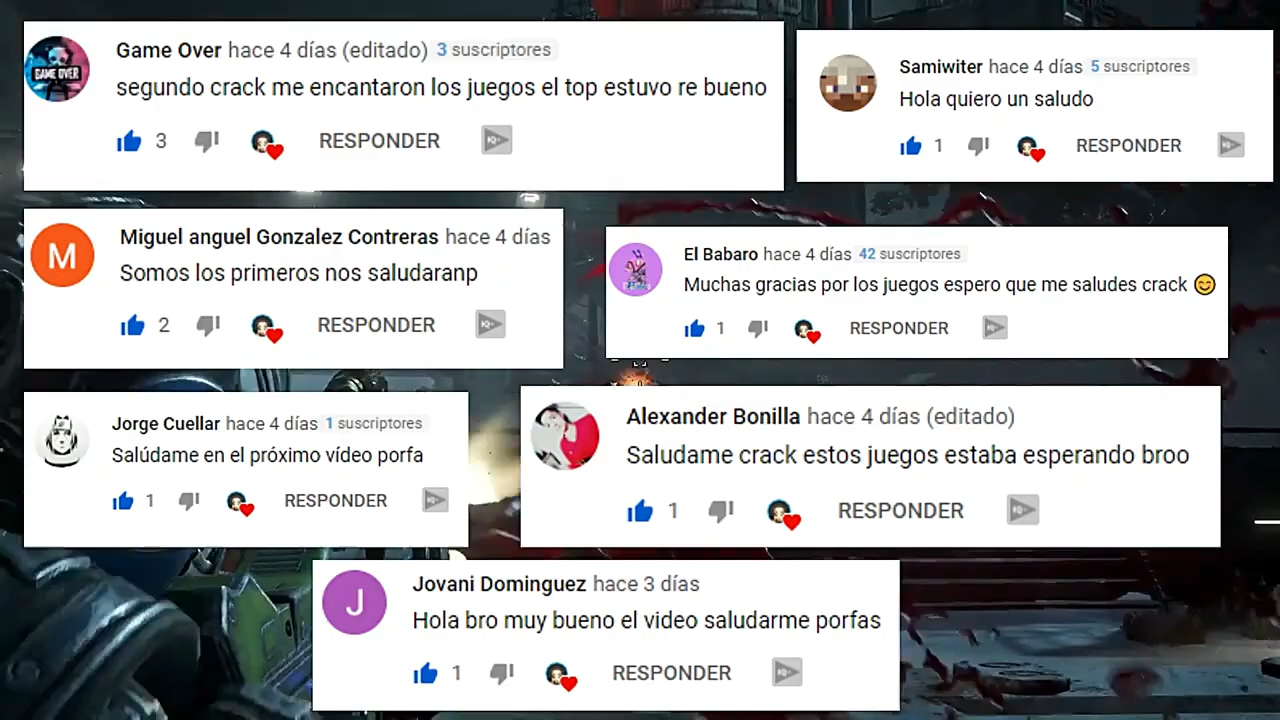 Game Over hace 4 días (editado) 3 suscriptores
segundo crack me encantaron los juegos el top estuvo re bueno
3 RESPONDER
GAME OVER
Samiwiter hace 4 días 5 suscriptores
Hola quiero un saludo
1 RESPONDER
M
Miguel anguel Gonzalez Contreras hace 4 días
Somos los primeros nos saludaranp
2 RESPONDER
El Babaro hace 4 días 42 suscriptores
Muchas gracias por los juegos espero que me saludes crack 😊
1 RESPONDER
Jorge Cuellar hace 4 días 1 suscriptores
Salúdame en el próximo vídeo porfa
1 RESPONDER
Alexander Bonilla hace 4 días (editado)
Saludame crack estos juegos estaba esperando broo
1 RESPONDER
J
Jovani Dominguez hace 3 días
Hola bro muy bueno el video saludarme porfas
1 RESPONDER